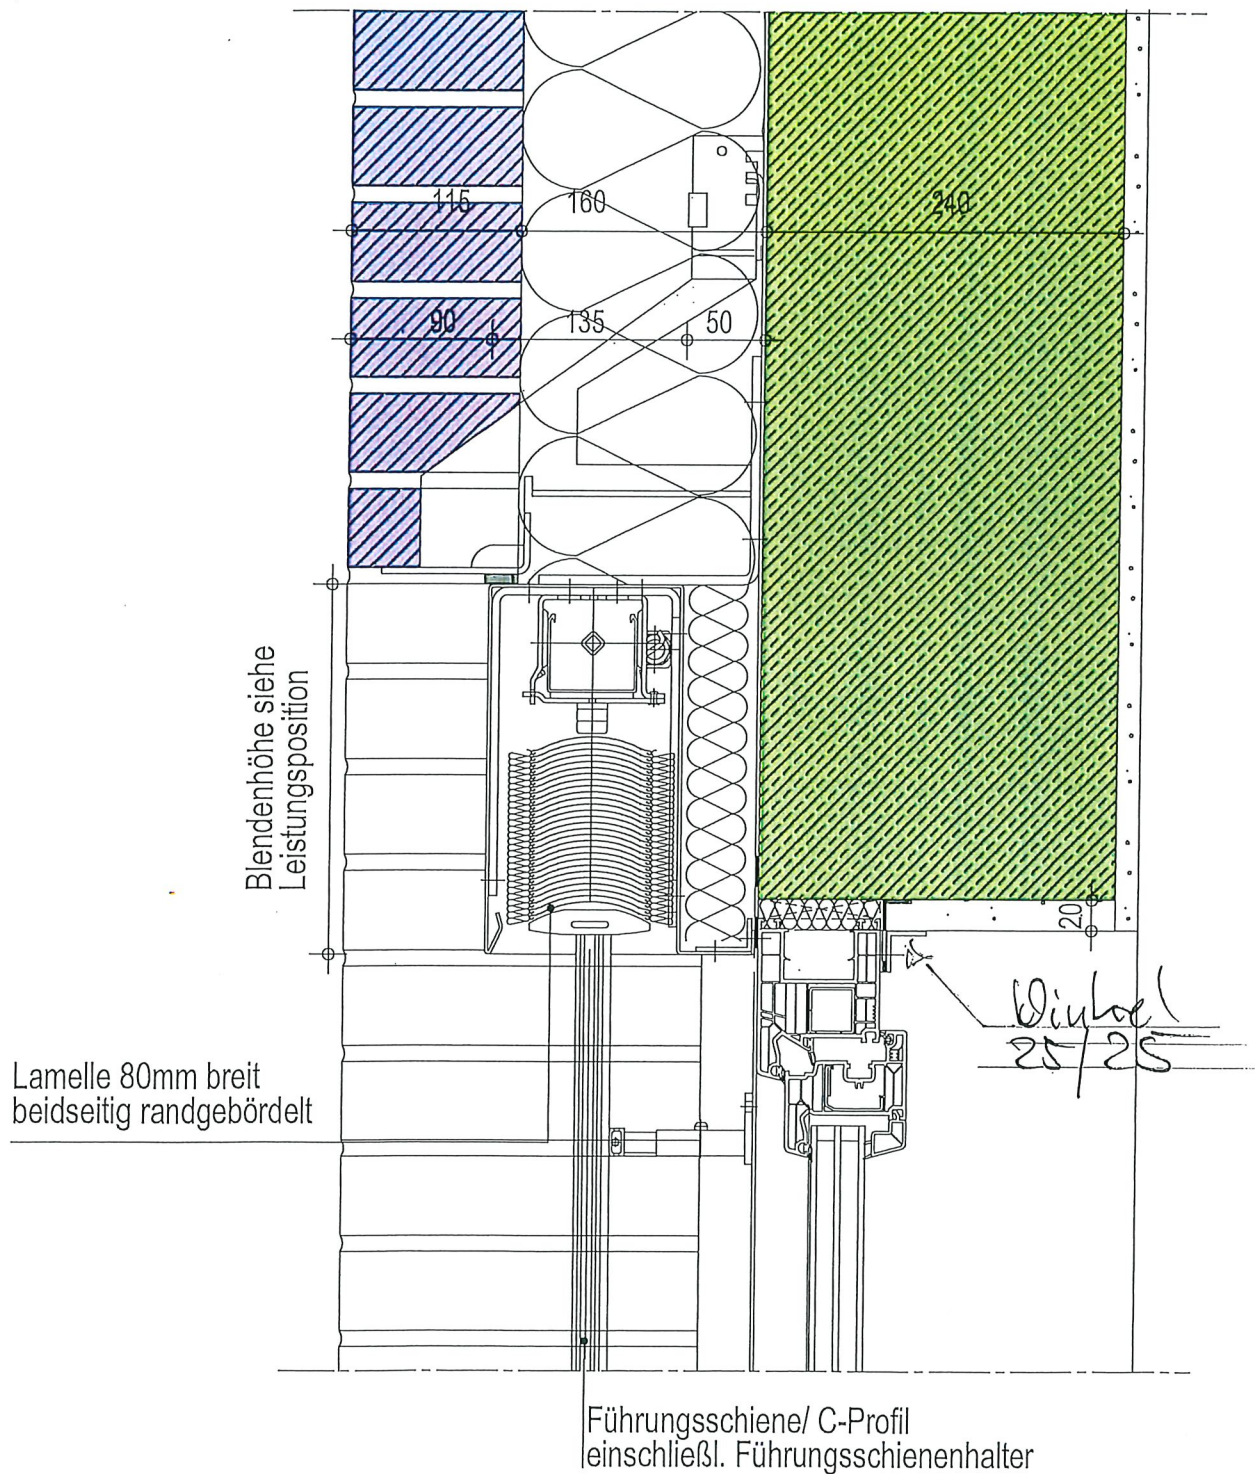 115 160 240
90 135 50
Blendenhöhe siehe
Leistungsposition
20
Winkel
25/25
Lamelle 80mm breit
beidseitig randgebördelt
Führungsschiene/ C-Profil
einschließl. Führungsschienenhalter